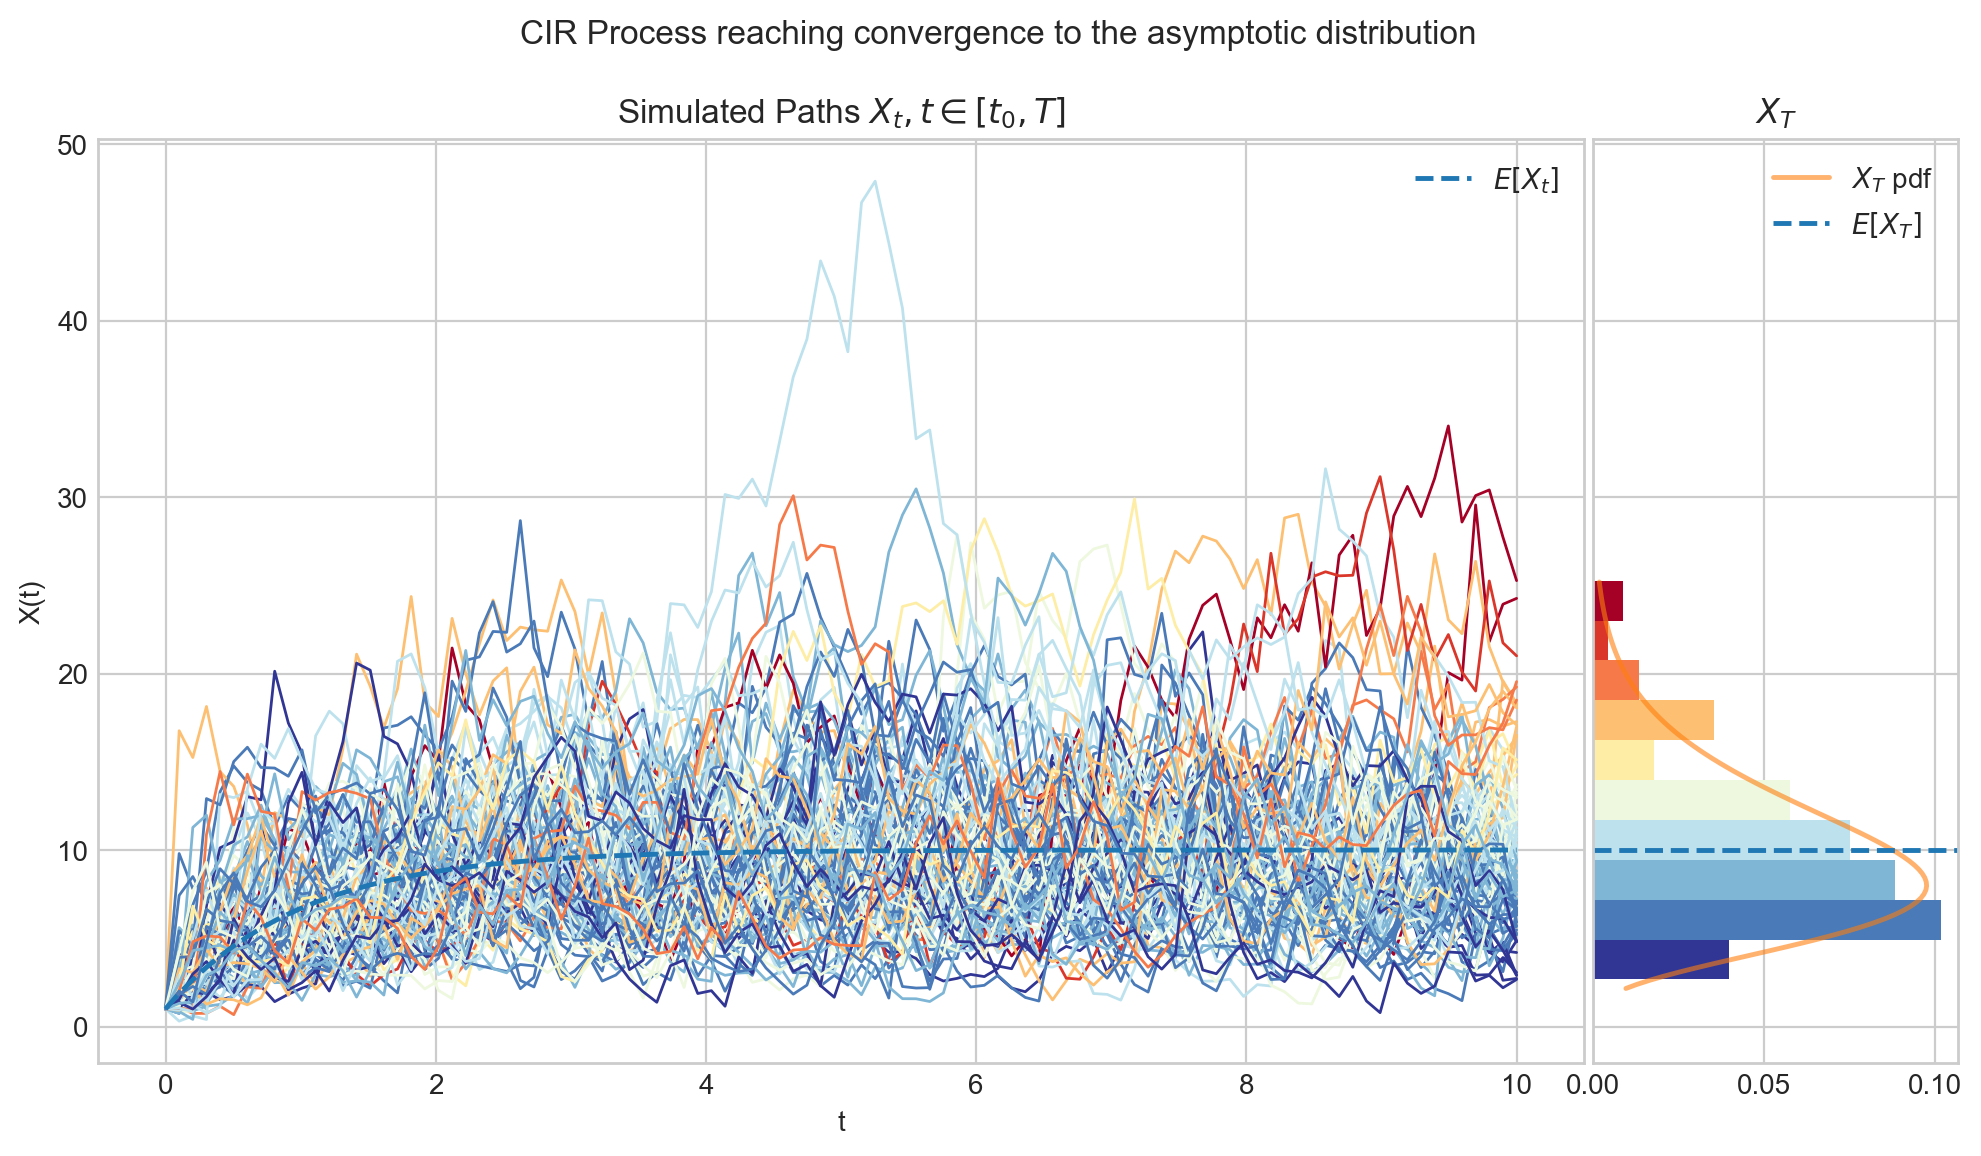 CIR Process reaching convergence to the asymptotic distribution
Simulated Paths $X_t, t \in [t_0, T]$
$X_T$
50
40
30
20
10
0
X(t)
0
2
4
6
8
10
t
$E[X_t]$
$X_T$ pdf
$E[X_T]$
0.00
0.05
0.10